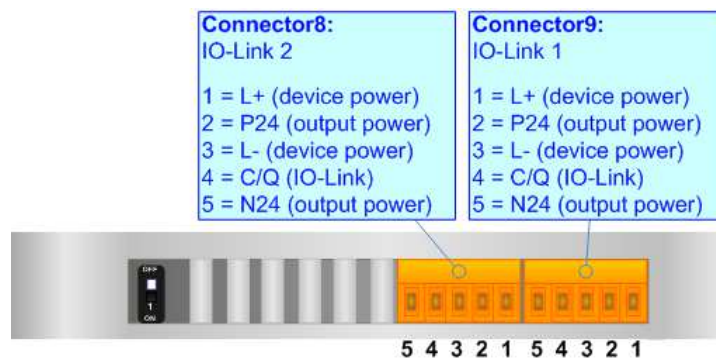 Connector8:
IO-Link 2
1 = L+ (device power)
2 = P24 (output power)
3 = L- (device power)
4 = C/Q (IO-Link)
5 = N24 (output power)
Connector9:
IO-Link 1
1 = L+ (device power)
2 = P24 (output power)
3 = L- (device power)
4 = C/Q (IO-Link)
5 = N24 (output power)
OFF
1
ON
5 4 3 2 1 5 4 3 2 1